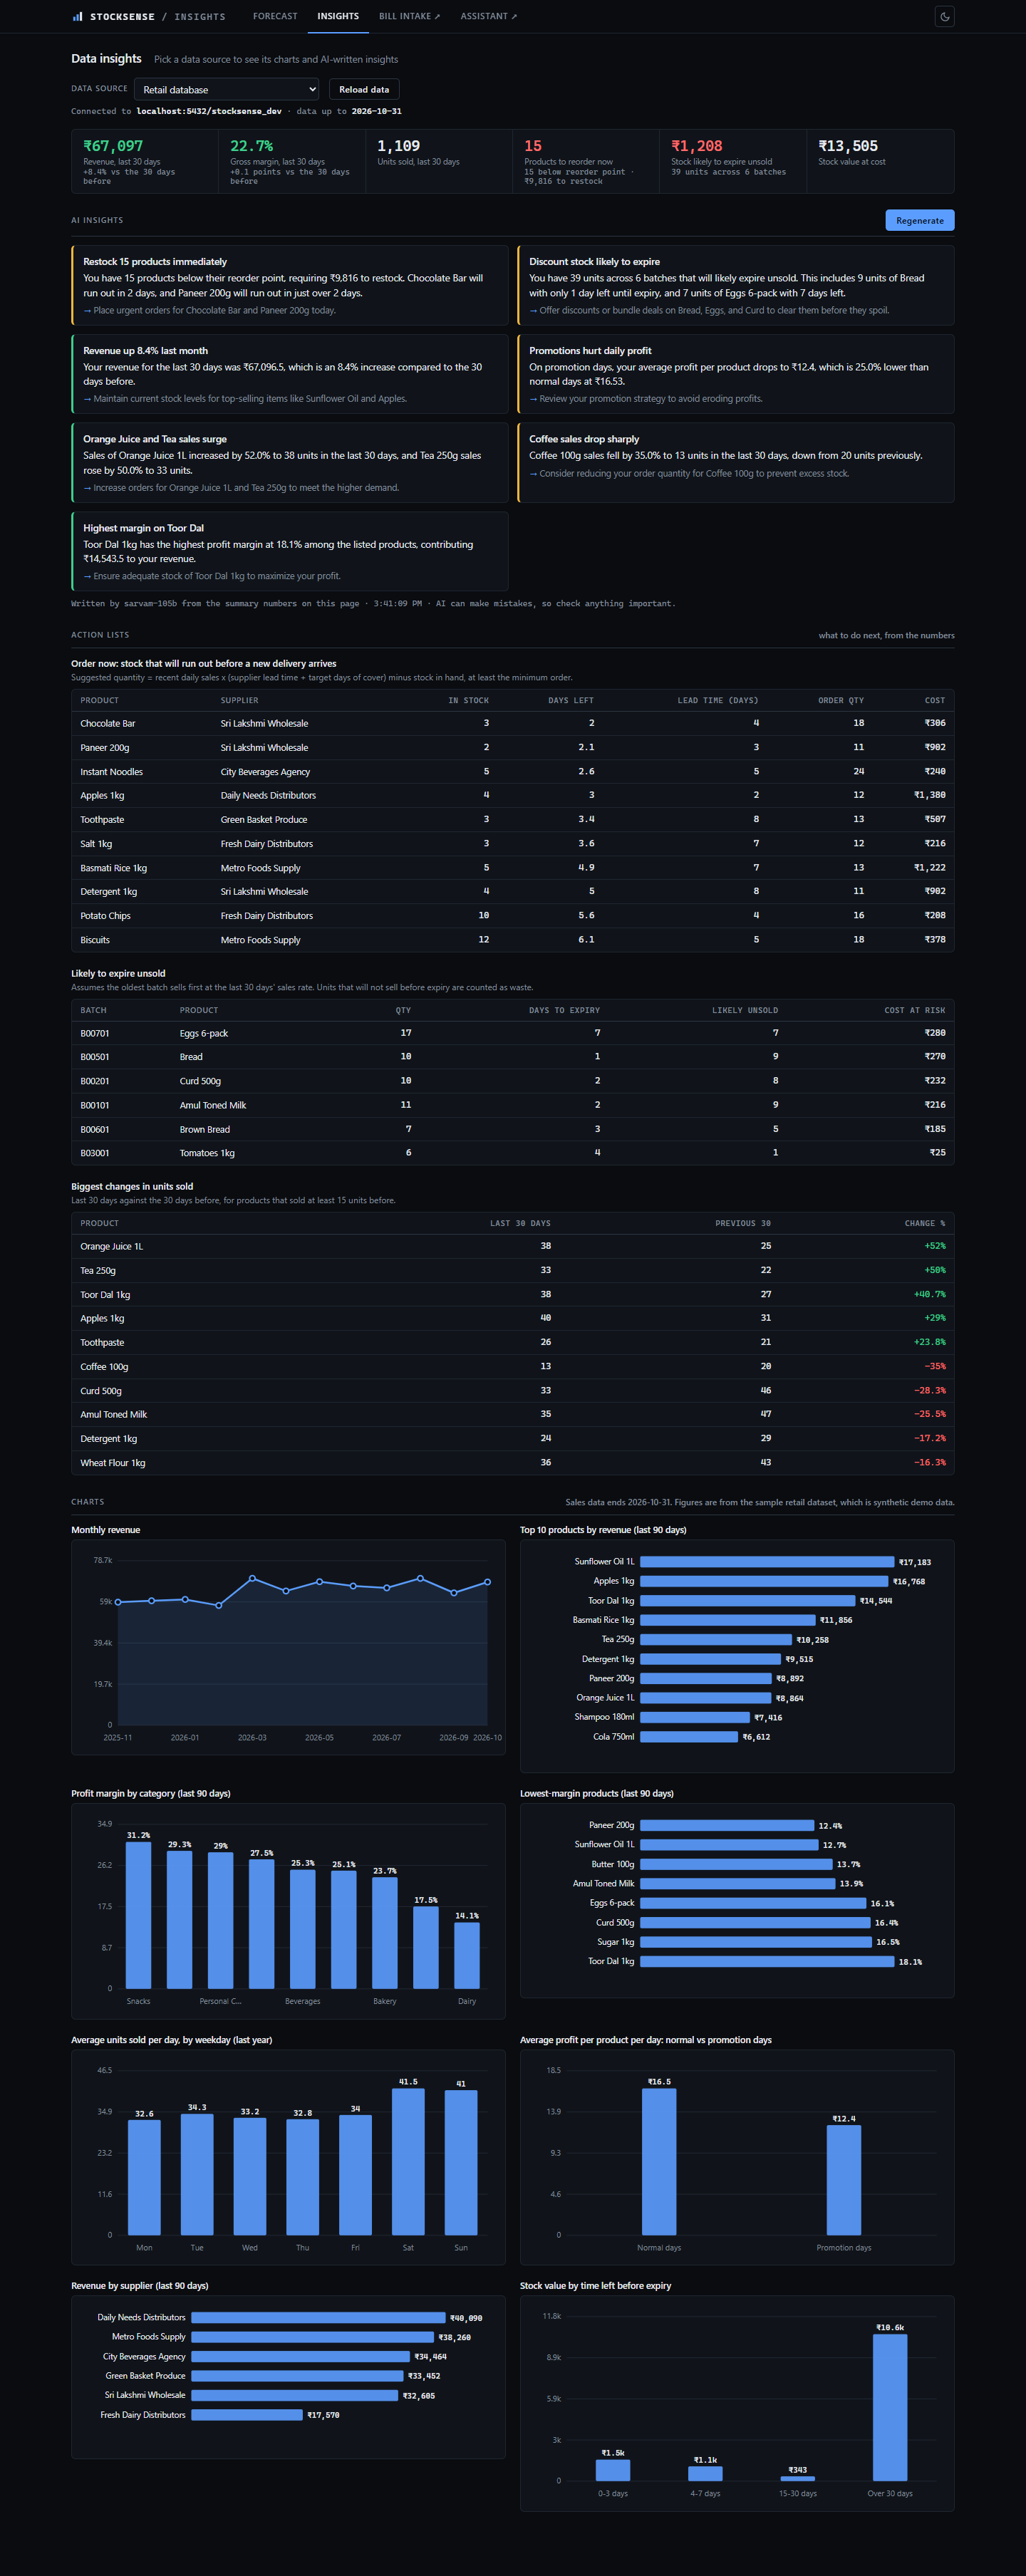 STOCKSENSE / INSIGHTS
FORECAST
INSIGHTS
BILL INTAKE ↗
ASSISTANT ↗
Data insights Pick a data source to see its charts and AI-written insights
DATA SOURCE Retail database Reload data
Connected to localhost:5432/stocksense_dev · data up to 2026-10-31
₹67,097
Revenue, last 30 days
+8.4% vs the 30 days
before
22.7%
Gross margin, last 30 days
+0.1 points vs the 30 days
before
1,109
Units sold, last 30 days
15
Products to reorder now
15 below reorder point ·
₹9,816 to restock
₹1,208
Stock likely to expire unsold
39 units across 6 batches
₹13,505
Stock value at cost
AI INSIGHTS
Regenerate
Restock 15 products immediately
You have 15 products below their reorder point, requiring ₹9,816 to restock. Chocolate Bar will
run out in 2 days, and Paneer 200g will run out in just over 2 days.
→ Place urgent orders for Chocolate Bar and Paneer 200g today.
Discount stock likely to expire
You have 39 units across 6 batches that will likely expire unsold. This includes 9 units of Bread
with only 1 day left until expiry, and 7 units of Eggs 6-pack with 7 days left.
→ Offer discounts or bundle deals on Bread, Eggs, and Curd to clear them before they spoil.
Revenue up 8.4% last month
Your revenue for the last 30 days was ₹67,096.5, which is an 8.4% increase compared to the 30
days before.
→ Maintain current stock levels for top-selling items like Sunflower Oil and Apples.
Promotions hurt daily profit
On promotion days, your average profit per product drops to ₹12.4, which is 25.0% lower than
normal days at ₹16.53.
→ Review your promotion strategy to avoid eroding profits.
Orange Juice and Tea sales surge
Sales of Orange Juice 1L increased by 52.0% to 38 units in the last 30 days, and Tea 250g sales
rose by 50.0% to 33 units.
→ Increase orders for Orange Juice 1L and Tea 250g to meet the higher demand.
Coffee sales drop sharply
Coffee 100g sales fell by 35.0% to 13 units in the last 30 days, down from 20 units previously.
→ Consider reducing your order quantity for Coffee 100g to prevent excess stock.
Highest margin on Toor Dal
Toor Dal 1kg has the highest profit margin at 18.1% among the listed products, contributing
₹14,543.5 to your revenue.
→ Ensure adequate stock of Toor Dal 1kg to maximize your profit.
Written by sarvam-105b from the summary numbers on this page · 3:41:09 PM · AI can make mistakes, so check anything important.
ACTION LISTS
what to do next, from the numbers
Order now: stock that will run out before a new delivery arrives
Suggested quantity = recent daily sales x (supplier lead time + target days of cover) minus stock in hand, at least the minimum order.
PRODUCT SUPPLIER IN STOCK DAYS LEFT LEAD TIME (DAYS) ORDER QTY COST
Chocolate Bar Sri Lakshmi Wholesale 3 2 4 18 ₹306
Paneer 200g Sri Lakshmi Wholesale 2 2.1 3 11 ₹902
Instant Noodles City Beverages Agency 5 2.6 5 24 ₹240
Apples 1kg Daily Needs Distributors 4 3 2 12 ₹1,380
Toothpaste Green Basket Produce 3 3.4 8 13 ₹507
Salt 1kg Fresh Dairy Distributors 3 3.6 7 12 ₹216
Basmati Rice 1kg Metro Foods Supply 5 4.9 7 13 ₹1,222
Detergent 1kg Sri Lakshmi Wholesale 4 5 8 11 ₹902
Potato Chips Fresh Dairy Distributors 10 5.6 4 16 ₹208
Biscuits Metro Foods Supply 12 6.1 5 18 ₹378
Likely to expire unsold
Assumes the oldest batch sells first at the last 30 days' sales rate. Units that will not sell before expiry are counted as waste.
BATCH PRODUCT QTY DAYS TO EXPIRY LIKELY UNSOLD COST AT RISK
B00701 Eggs 6-pack 17 7 7 ₹280
B00501 Bread 10 1 9 ₹270
B00201 Curd 500g 10 2 8 ₹232
B00101 Amul Toned Milk 11 2 9 ₹216
B00601 Brown Bread 7 3 5 ₹185
B03001 Tomatoes 1kg 6 4 1 ₹25
Biggest changes in units sold
Last 30 days against the 30 days before, for products that sold at least 15 units before.
PRODUCT LAST 30 DAYS PREVIOUS 30 CHANGE %
Orange Juice 1L 38 25 +52%
Tea 250g 33 22 +50%
Toor Dal 1kg 38 27 +40.7%
Apples 1kg 40 31 +29%
Toothpaste 26 21 +23.8%
Coffee 100g 13 20 −35%
Curd 500g 33 46 −28.3%
Amul Toned Milk 35 47 −25.5%
Detergent 1kg 24 29 −17.2%
Wheat Flour 1kg 36 43 −16.3%
CHARTS
Sales data ends 2026-10-31. Figures are from the sample retail dataset, which is synthetic demo data.
Monthly revenue
78.7k
59k
39.4k
19.7k
0
2025-11 2026-01 2026-03 2026-05 2026-07 2026-09 2026-10
Top 10 products by revenue (last 90 days)
Sunflower Oil 1L ₹17,183
Apples 1kg ₹16,768
Toor Dal 1kg ₹14,544
Basmati Rice 1kg ₹11,856
Tea 250g ₹10,258
Detergent 1kg ₹9,515
Paneer 200g ₹8,892
Orange Juice 1L ₹8,864
Shampoo 180ml ₹7,416
Cola 750ml ₹6,612
Profit margin by category (last 90 days)
34.9
26.2
17.5
8.7
0
31.2% 29.3% 29% 27.5% 25.3% 25.1% 23.7% 17.5% 14.1%
Snacks Personal C... Beverages Bakery Dairy
Lowest-margin products (last 90 days)
Paneer 200g 12.4%
Sunflower Oil 1L 12.7%
Butter 100g 13.7%
Amul Toned Milk 13.9%
Eggs 6-pack 16.1%
Curd 500g 16.4%
Sugar 1kg 16.5%
Toor Dal 1kg 18.1%
Average units sold per day, by weekday (last year)
46.5
34.9
23.2
11.6
0
32.6 34.3 33.2 32.8 34 41.5 41
Mon Tue Wed Thu Fri Sat Sun
Average profit per product per day: normal vs promotion days
18.5
13.9
9.3
4.6
0
₹16.5 ₹12.4
Normal days Promotion days
Revenue by supplier (last 90 days)
Daily Needs Distributors ₹40,090
Metro Foods Supply ₹38,260
City Beverages Agency ₹34,464
Green Basket Produce ₹33,452
Sri Lakshmi Wholesale ₹32,605
Fresh Dairy Distributors ₹17,570
Stock value by time left before expiry
11.8k
8.9k
5.9k
3k
0
₹1.5k ₹1.1k ₹343 ₹10.6k
0-3 days 4-7 days 15-30 days Over 30 days